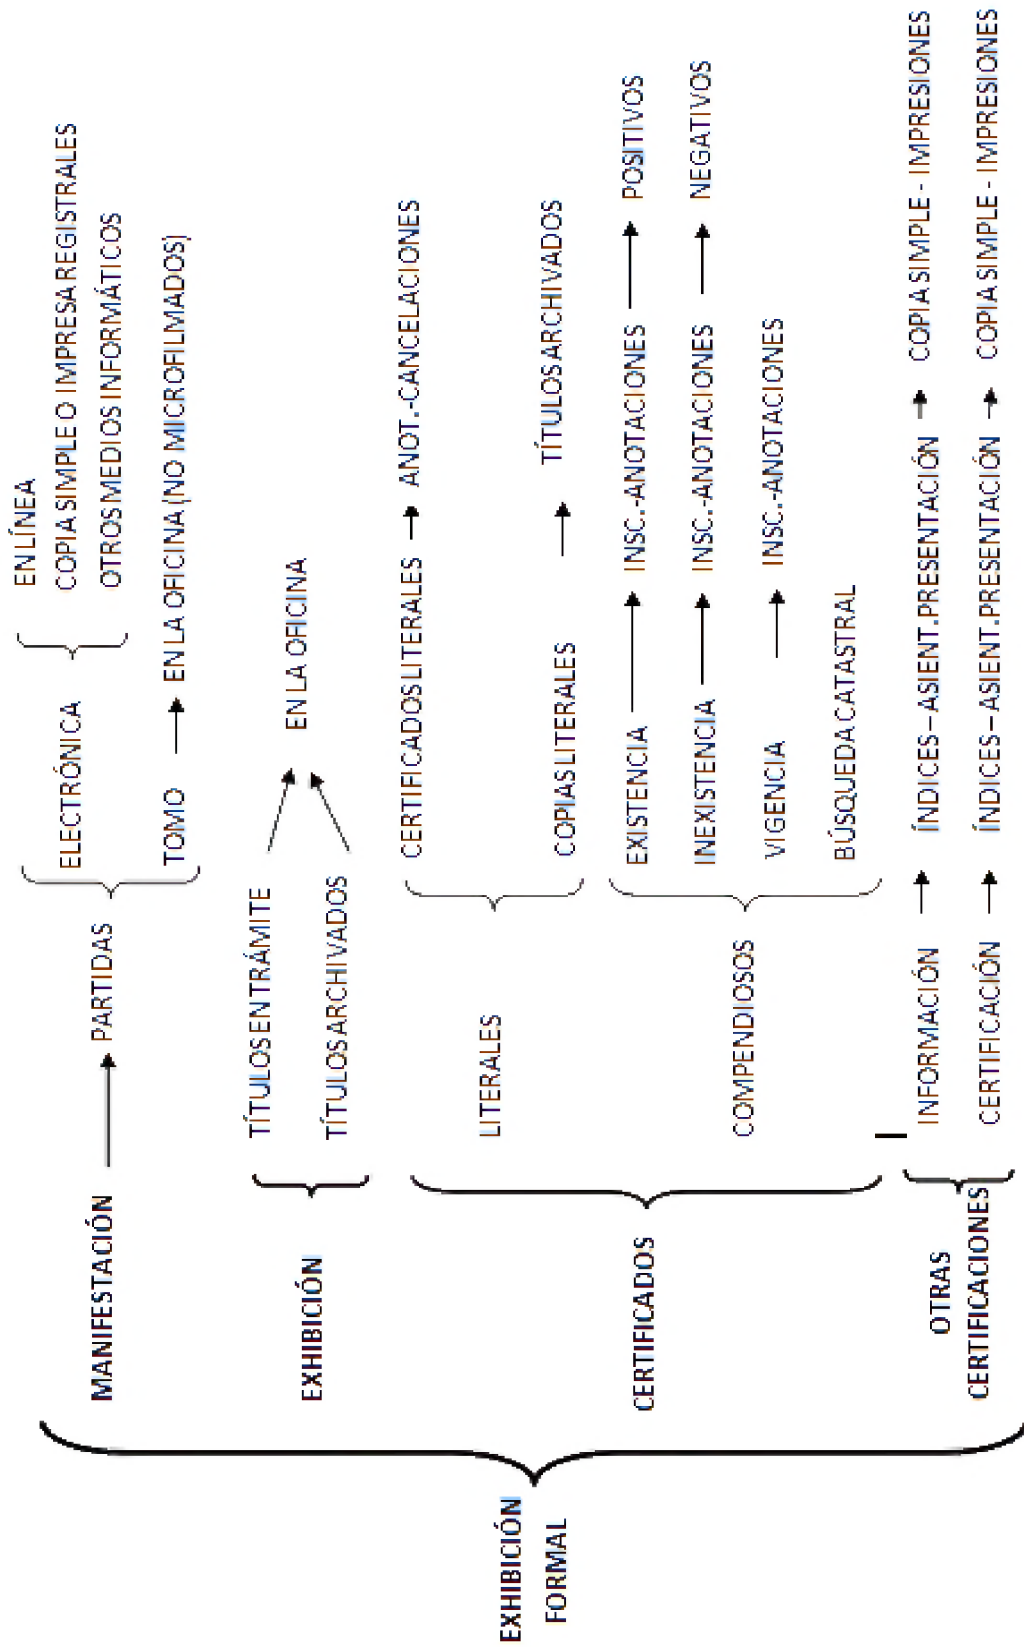 EXHIBICIÓN
FORMAL
MANIFESTACIÓN
PARTIDAS
ELECTRÓNICA
EN LÍNEA
COPIA SIMPLE O IMPRESA REGISTRALES
OTROS MEDIOS INFORMÁTICOS
TOMO
EN LA OFICINA (NO MICROFILMADOS)
EXHIBICIÓN
TÍTULOS EN TRÁMITE
TÍTULOS ARCHIVADOS
EN LA OFICINA
CERTIFICADOS
LITERALES
CERTIFICADOS LITERALES
ANOT.-CANCELACIONES
COPIAS LITERALES
TÍTULOS ARCHIVADOS
COMPENDIOSOS
EXISTENCIA
INSC.-ANOTACIONES
POSITIVOS
INEXISTENCIA
INSC.-ANOTACIONES
NEGATIVOS
VIGENCIA
INSC.-ANOTACIONES
BÚSQUEDA CATASTRAL
OTRAS
CERTIFICACIONES
INFORMACIÓN
ÍNDICES – ASIENT. PRESENTACIÓN
COPIA SIMPLE - IMPRESIONES
CERTIFICACIÓN
ÍNDICES – ASIENT. PRESENTACIÓN
COPIA SIMPLE - IMPRESIONES